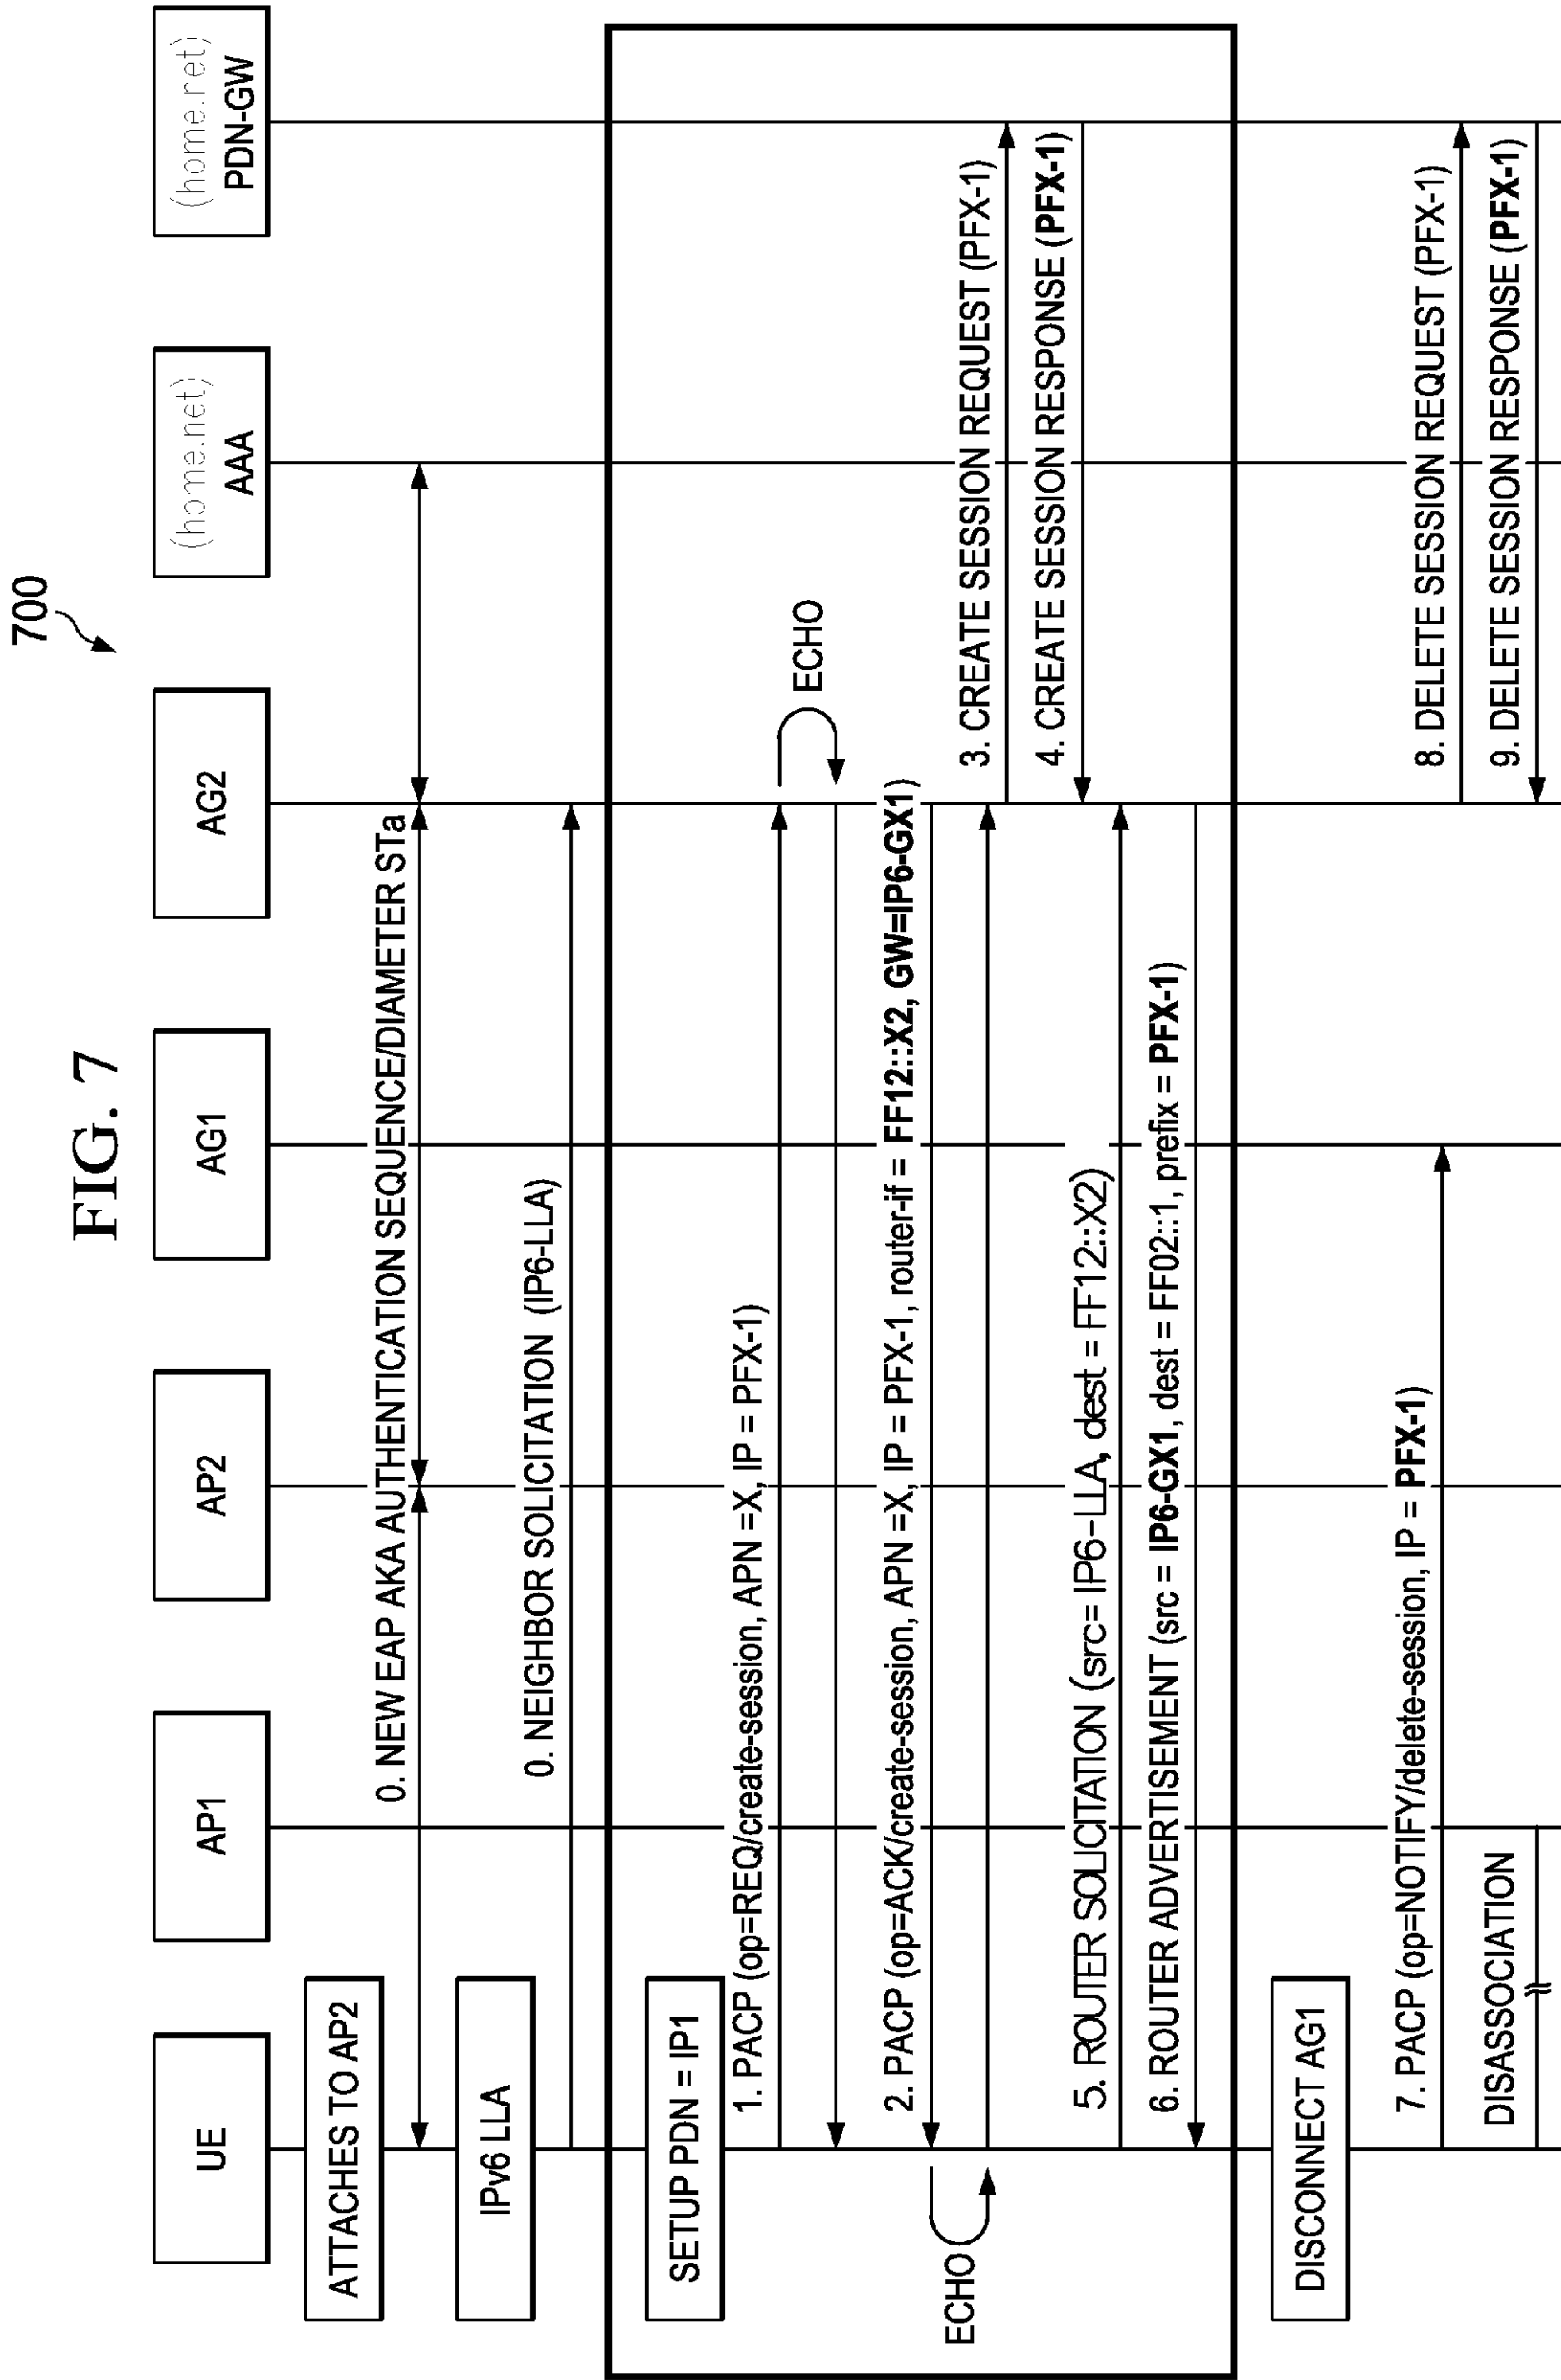 FIG. 7
700
UE
AP1
AP2
AG1
AG2
(home.net)
AAA
(home.ret)
PDN-GW
ATTACHES TO AP2
0. NEW EAP AKA AUTHENTICATION SEQUENCE/DIAMETER STa
IPv6 LLA
0. NEIGHBOR SOLICITATION (IP6-LLA)
SETUP PDN = IP1
1. PACP (op=REQ/create-session, APN =X, IP = PFX-1)
ECHO
2. PACP (op=ACK/create-session, APN =X, IP = PFX-1, router-if = FF12::X2, GW=IP6-GX1)
ECHO
3. CREATE SESSION REQUEST (PFX-1)
4. CREATE SESSION RESPONSE (PFX-1)
5. ROUTER SOLICITATION (src= IP6-LLA, dest = FF12::X2)
6. ROUTER ADVERTISEMENT (src = IP6-GX1, dest = FF02::1, prefix = PFX-1)
DISCONNECT AG1
7. PACP (op=NOTIFY/delete-session, IP = PFX-1)
8. DELETE SESSION REQUEST (PFX-1)
DISASSOCIATION
9. DELETE SESSION RESPONSE (PFX-1)